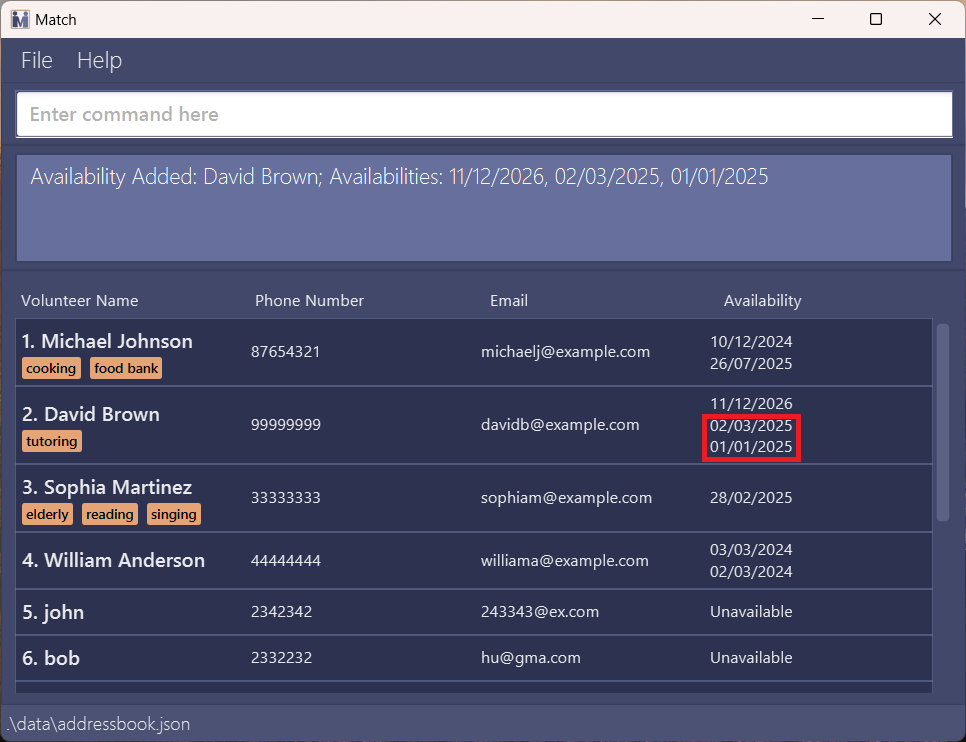 Match
File Help
Enter command here
Availability Added: David Brown; Availabilities: 11/12/2026, 02/03/2025, 01/01/2025
Volunteer Name Phone Number Email Availability
1. Michael Johnson
cooking food bank
87654321
michaelj@example.com
10/12/2024
26/07/2025
2. David Brown
tutoring
99999999
davidb@example.com
11/12/2026
02/03/2025
01/01/2025
3. Sophia Martinez
elderly reading singing
33333333
sophiam@example.com
28/02/2025
4. William Anderson
44444444
williama@example.com
03/03/2024
02/03/2024
5. john
2342342
243343@ex.com
Unavailable
6. bob
2332232
hu@gma.com
Unavailable
.\data\addressbook.json